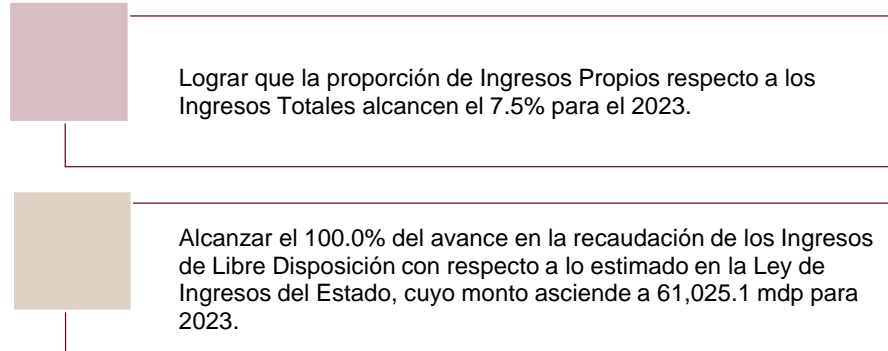 Lograr que la proporción de Ingresos Propios respecto a los
Ingresos Totales alcancen el 7.5% para el 2023.
Alcanzar el 100.0% del avance en la recaudación de los Ingresos
de Libre Disposición con respecto a lo estimado en la Ley de
Ingresos del Estado, cuyo monto asciende a 61,025.1 mdp para
2023.